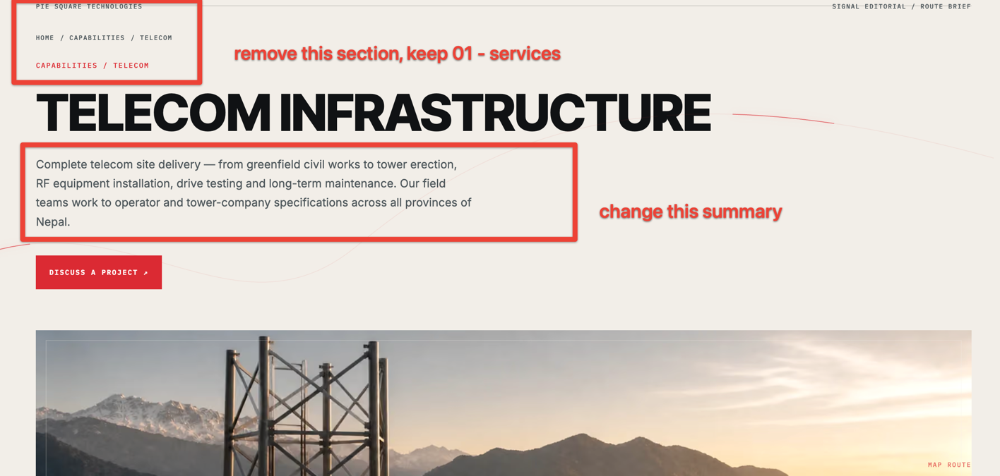 PIE SQUARE TECHNOLOGIES
SIGNAL EDITORIAL / ROUTE BRIEF
HOME / CAPABILITIES / TELECOM
remove this section, keep 01 - services
CAPABILITIES / TELECOM
TELECOM INFRASTRUCTURE
Complete telecom site delivery — from greenfield civil works to tower erection,
RF equipment installation, drive testing and long-term maintenance. Our field
teams work to operator and tower-company specifications across all provinces of
Nepal.
change this summary
DISCUSS A PROJECT ↗
MAP ROUTE